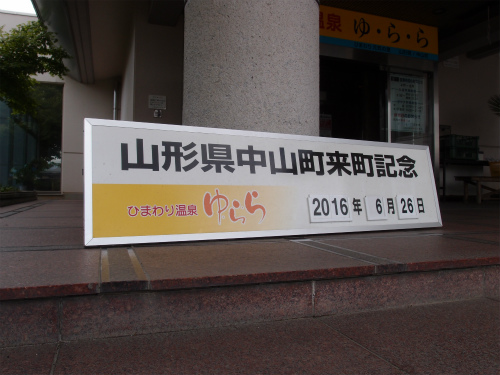 温泉 ゆ・ら・ら
山形県中山町来町記念
ひまわり温泉 ゆらら 2016年 6月 26日